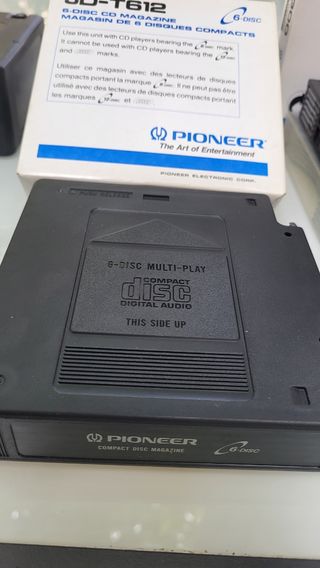 JD-T612
6-DISC
6-DISC CD MAGAZINE
MAGASIN DE 6 DISQUES COMPACTS
Use this unit with CD players bearing the 6-DISC mark.
It cannot be used with CD players bearing the
and marks.
Utiliser ce magasin avec des lecteurs de disques
compacts portant la marque 6-DISC. Il ne peut pas être
utilisé avec des lecteurs de disques compacts portant
les marques et
PIONEER
The Art of Entertainment
PIONEER ELECTRONIC CORP.
6-DISC MULTI-PLAY
COMPACT
disc
DIGITAL AUDIO
THIS SIDE UP
PIONEER
COMPACT DISC MAGAZINE
6-DISC